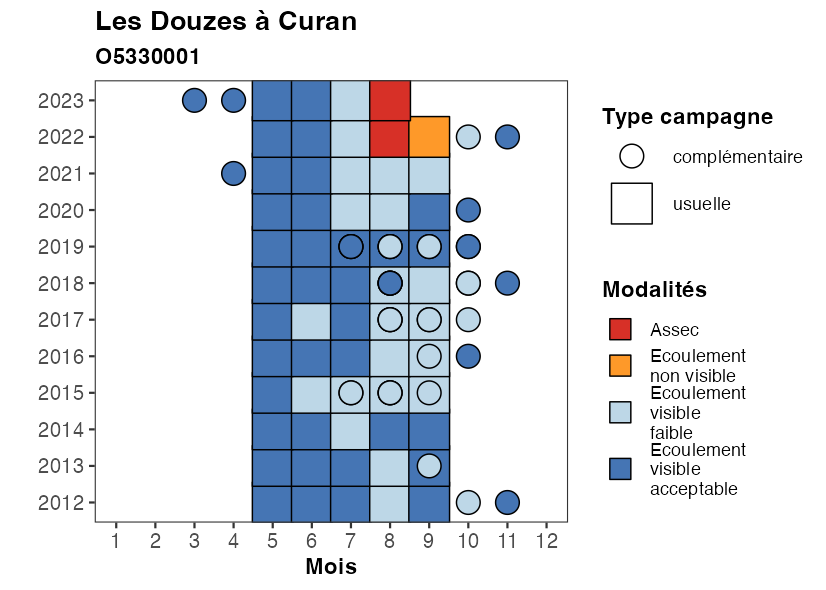 Les Douzes à Curan
O5330001
2023
2022
2021
2020
2019
2018
2017
2016
2015
2014
2013
2012
1 2 3 4 5 6 7 8 9 10 11 12
Mois
Type campagne
complémentaire
usuelle
Modalités
Assec
Ecoulement
non visible
Ecoulement
visible
faible
Ecoulement
visible
acceptable